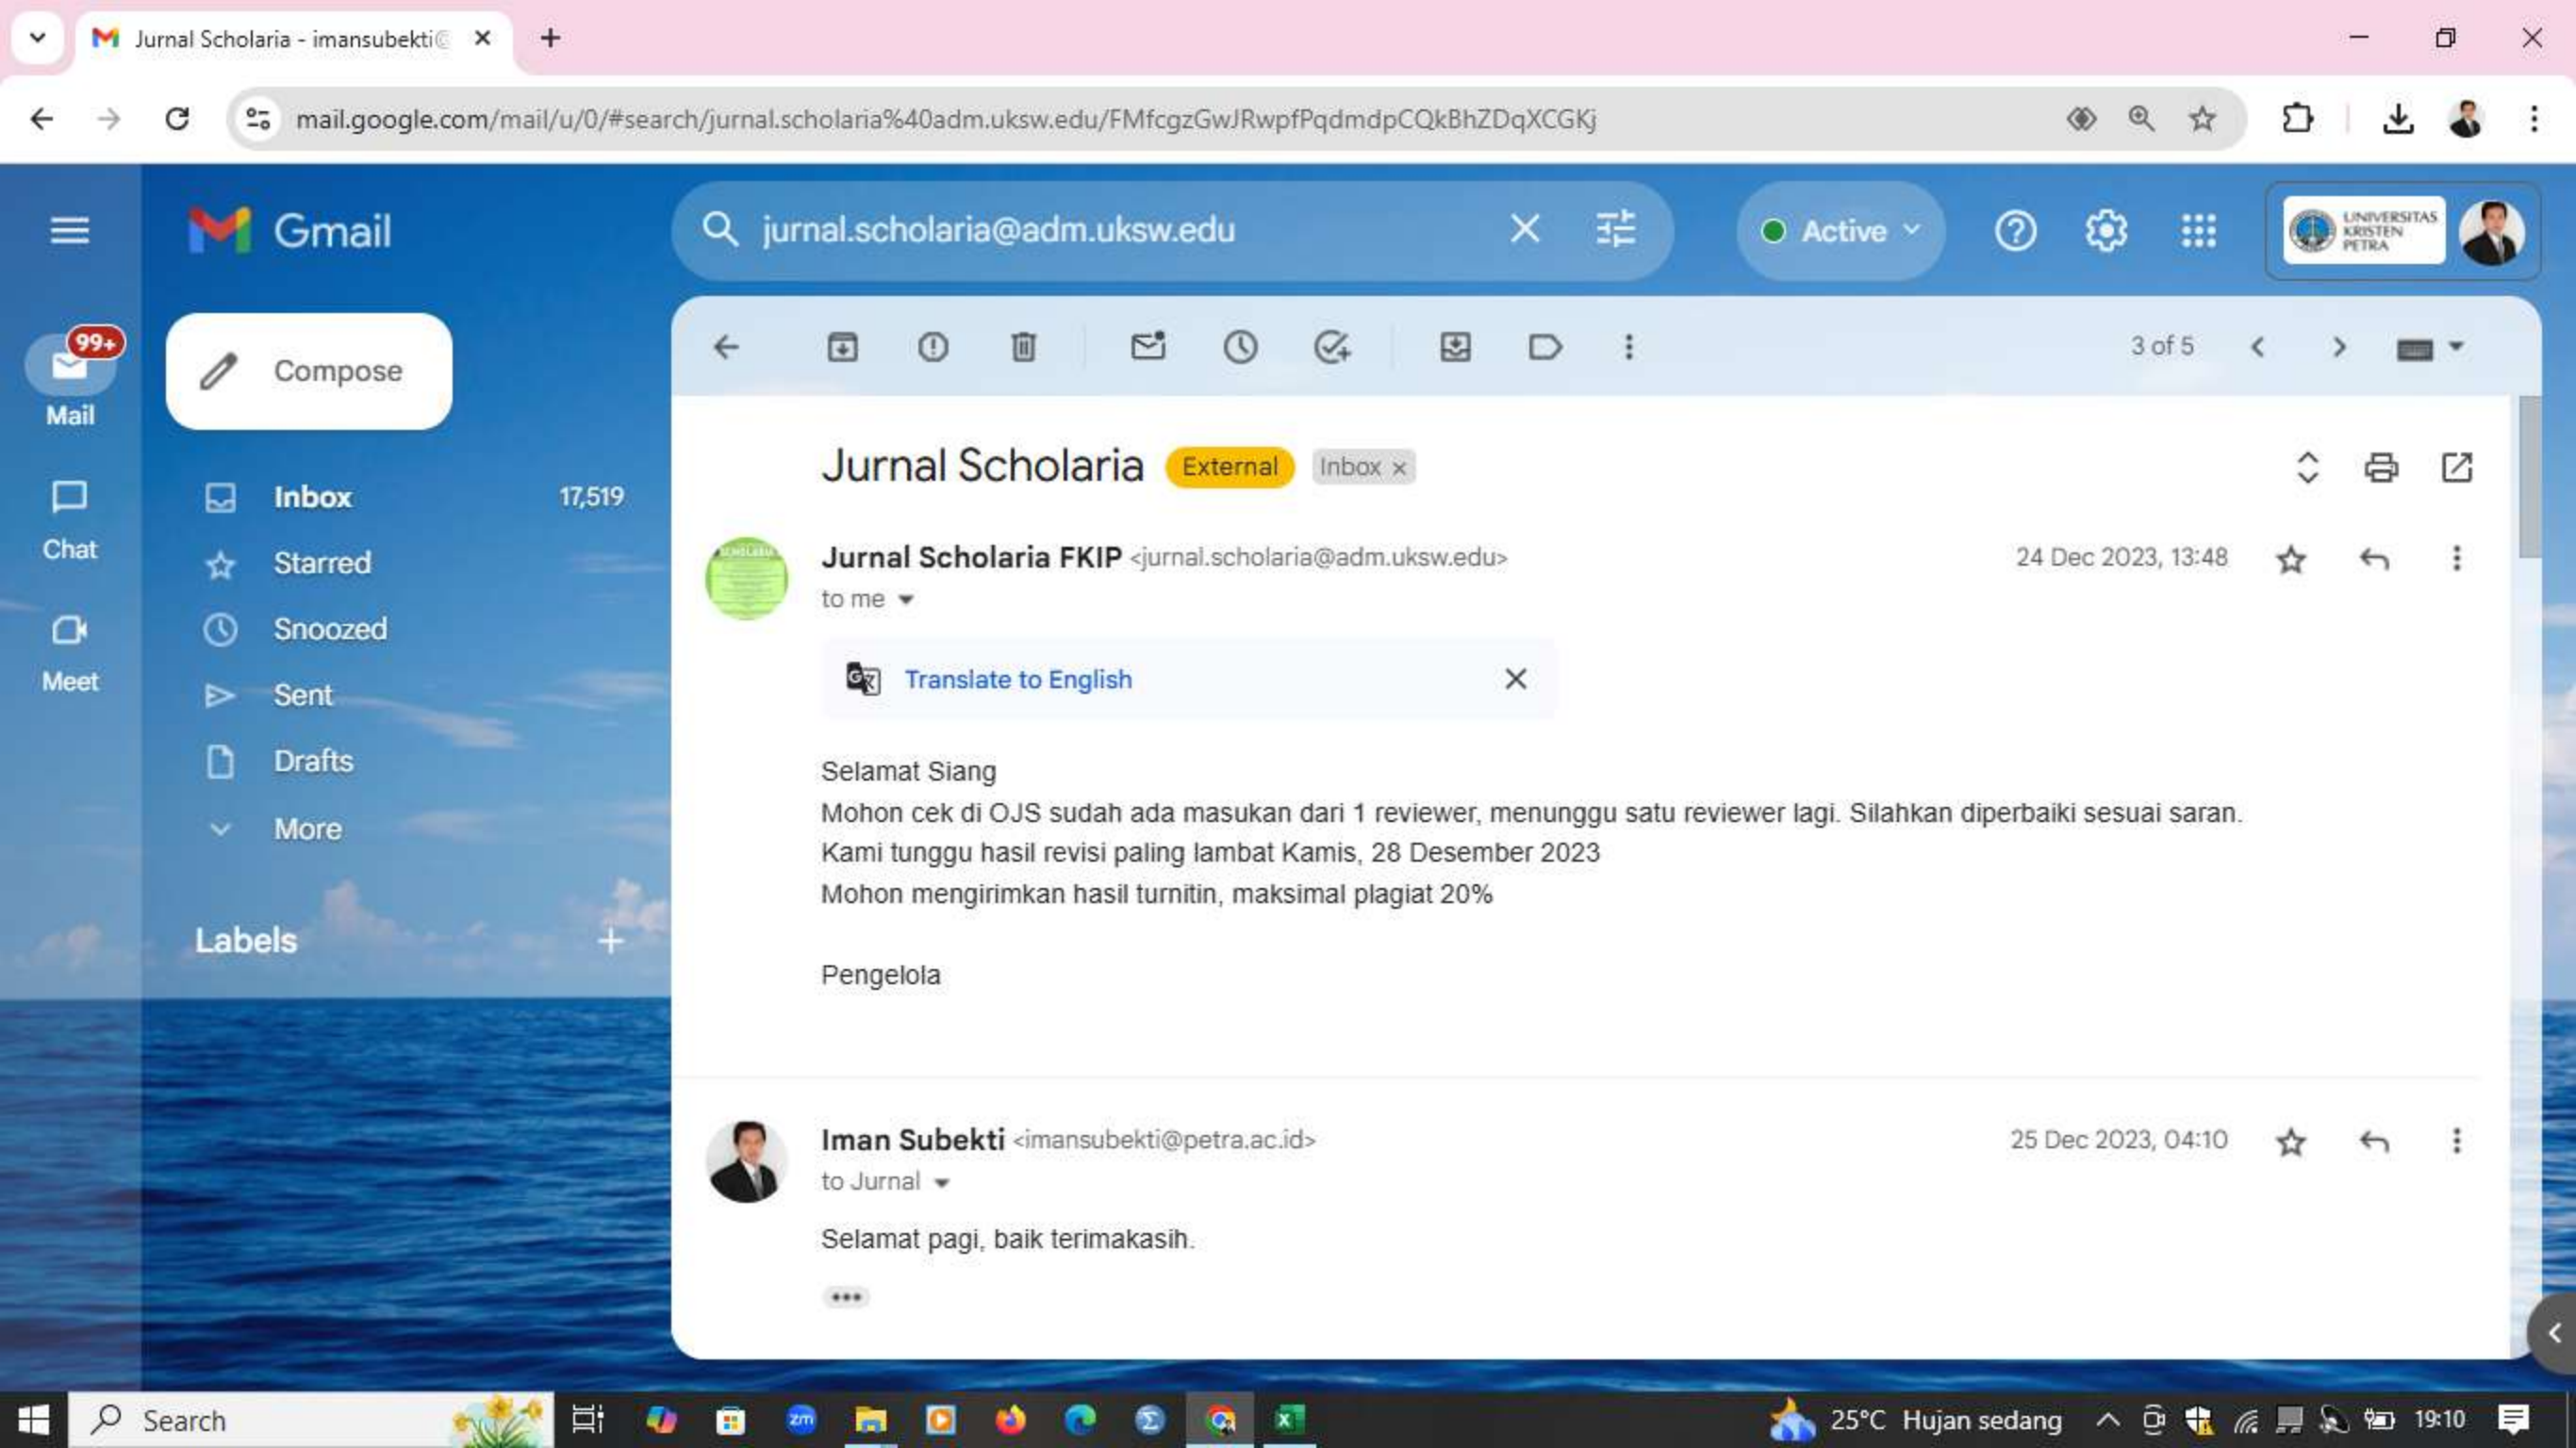 Jurnal Scholaria - imansubekti@
mail.google.com/mail/u/0/#search/jurnal.scholaria%40adm.uksw.edu/FMfcgzGwJRwpfPqdmdpCQkBhZDqXCGKj
Gmail
jurnal.scholaria@adm.uksw.edu
Active
UNIVERSITAS
KRISTEN
PETRA
99+
Mail
Chat
Meet
Compose
Inbox 17,519
Starred
Snoozed
Sent
Drafts
More
Labels
3 of 5
Jurnal Scholaria External Inbox
Jurnal Scholaria FKIP <jurnal.scholaria@adm.uksw.edu> 24 Dec 2023, 13:48
to me
Translate to English
Selamat Siang
Mohon cek di OJS sudah ada masukan dari 1 reviewer, menunggu satu reviewer lagi. Silahkan diperbaiki sesuai saran.
Kami tunggu hasil revisi paling lambat Kamis, 28 Desember 2023
Mohon mengirimkan hasil turnitin, maksimal plagiat 20%
Pengelola
Iman Subekti <imansubekti@petra.ac.id> 25 Dec 2023, 04:10
to Jurnal
Selamat pagi, baik terimakasih.
Search
zm
25°C Hujan sedang 19:10